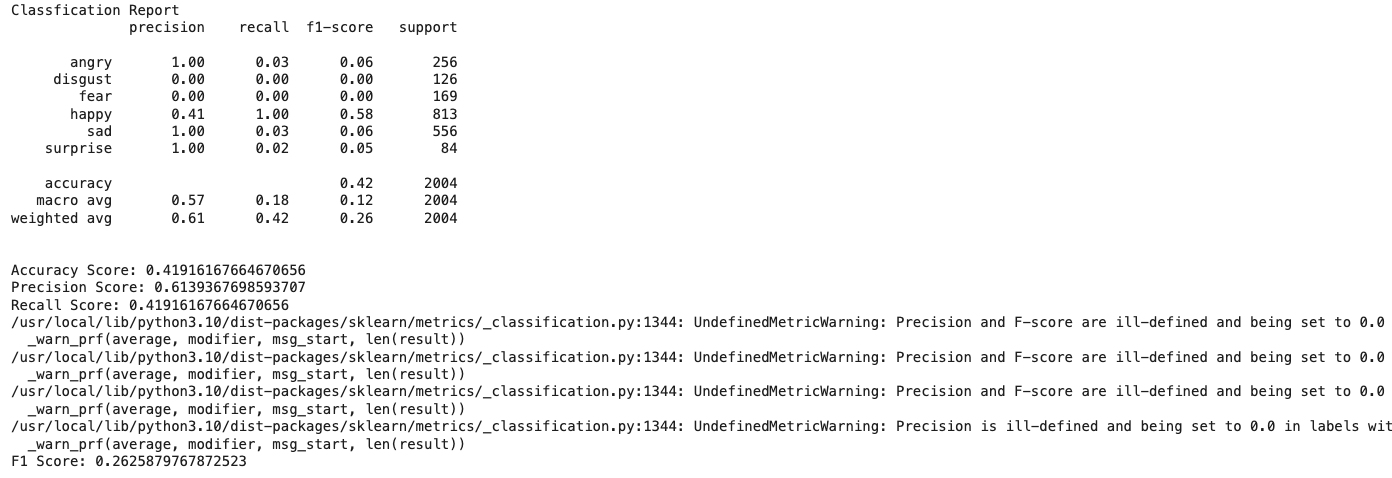 Classfication Report
precision recall f1-score support
angry 1.00 0.03 0.06 256
disgust 0.00 0.00 0.00 126
fear 0.00 0.00 0.00 169
happy 0.41 1.00 0.58 813
sad 1.00 0.03 0.06 556
surprise 1.00 0.02 0.05 84
accuracy 0.42 2004
macro avg 0.57 0.18 0.12 2004
weighted avg 0.61 0.42 0.26 2004
Accuracy Score: 0.41916167664670656
Precision Score: 0.6139367698593707
Recall Score: 0.41916167664670656
/usr/local/lib/python3.10/dist-packages/sklearn/metrics/_classification.py:1344: UndefinedMetricWarning: Precision and F-score are ill-defined and being set to 0.0
_warn_prf(average, modifier, msg_start, len(result))
/usr/local/lib/python3.10/dist-packages/sklearn/metrics/_classification.py:1344: UndefinedMetricWarning: Precision and F-score are ill-defined and being set to 0.0
_warn_prf(average, modifier, msg_start, len(result))
/usr/local/lib/python3.10/dist-packages/sklearn/metrics/_classification.py:1344: UndefinedMetricWarning: Precision and F-score are ill-defined and being set to 0.0
_warn_prf(average, modifier, msg_start, len(result))
/usr/local/lib/python3.10/dist-packages/sklearn/metrics/_classification.py:1344: UndefinedMetricWarning: Precision is ill-defined and being set to 0.0 in labels wit
_warn_prf(average, modifier, msg_start, len(result))
F1 Score: 0.2625879767872523